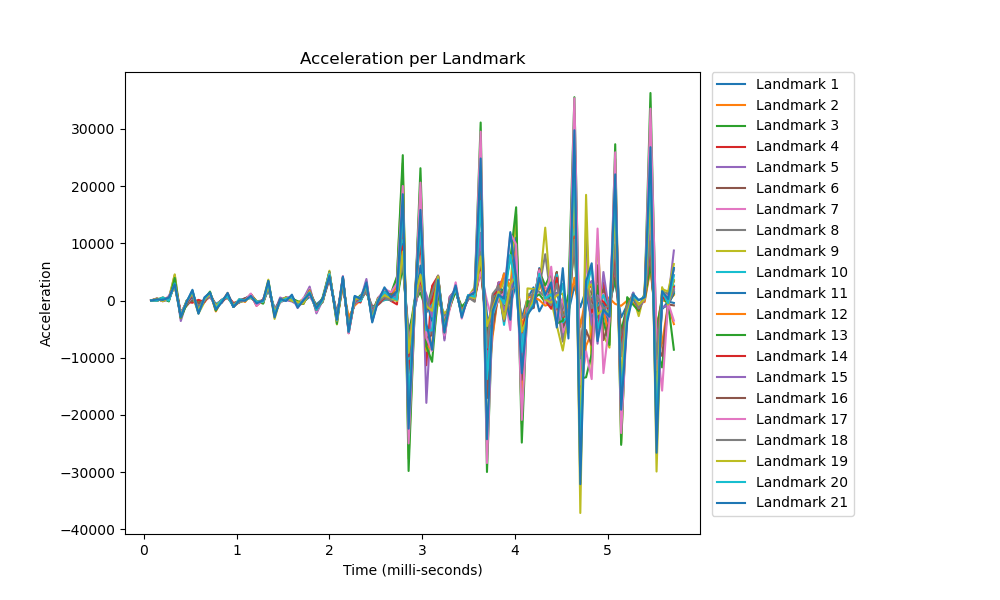 Acceleration per Landmark
30000
20000
10000
0
−10000
−20000
−30000
−40000
Acceleration
0 1 2 3 4 5
Time (milli-seconds)
Landmark 1
Landmark 2
Landmark 3
Landmark 4
Landmark 5
Landmark 6
Landmark 7
Landmark 8
Landmark 9
Landmark 10
Landmark 11
Landmark 12
Landmark 13
Landmark 14
Landmark 15
Landmark 16
Landmark 17
Landmark 18
Landmark 19
Landmark 20
Landmark 21